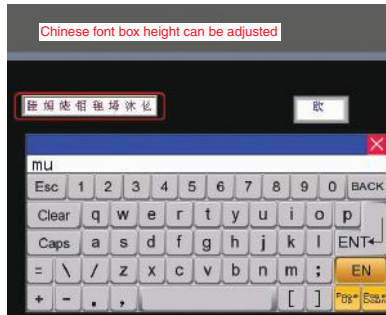 Chinese font box height can be adjusted
mu
Esc 1 2 3 4 5 6 7 8 9 0 BACK
Clear q w e r t y u i o p
Caps a s d f g h j k l ENT
= \ / z x c v b n m ; EN
+ - . , [ ] Page Up Page Down